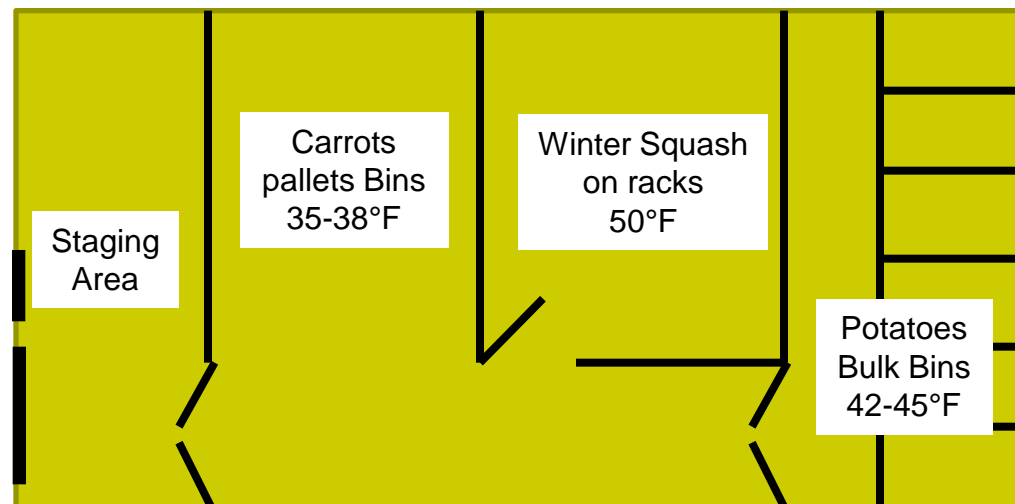 Staging
Area
Carrots
pallets Bins
35-38°F
Winter Squash
on racks
50°F
Potatoes
Bulk Bins
42-45°F